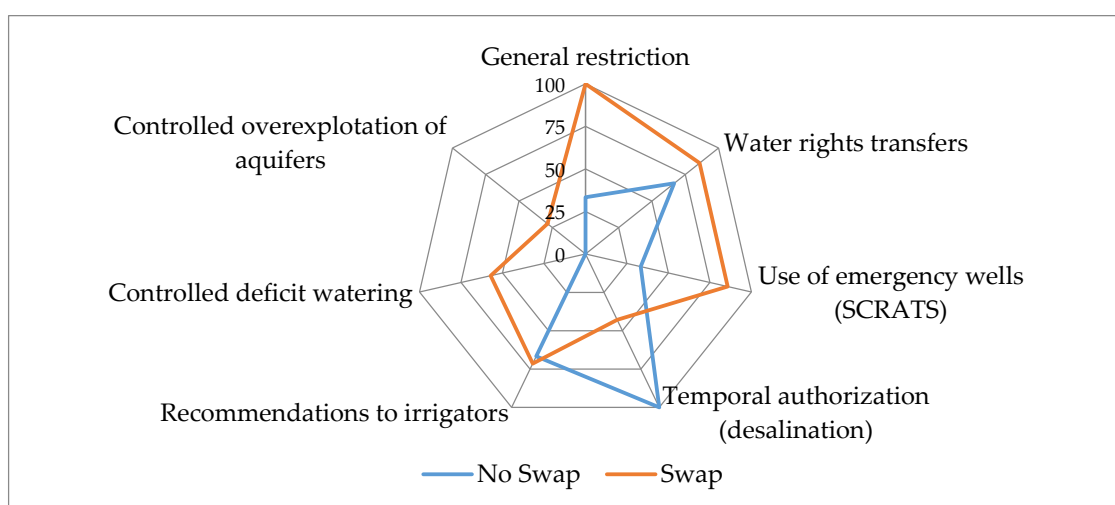 General restriction
100
75
50
25
0
Water rights transfers
Use of emergency wells
(SCRATS)
Temporal authorization
(desalination)
Recommendations to irrigators
Controlled deficit watering
Controlled overexplotation of
aquifers
No Swap
Swap